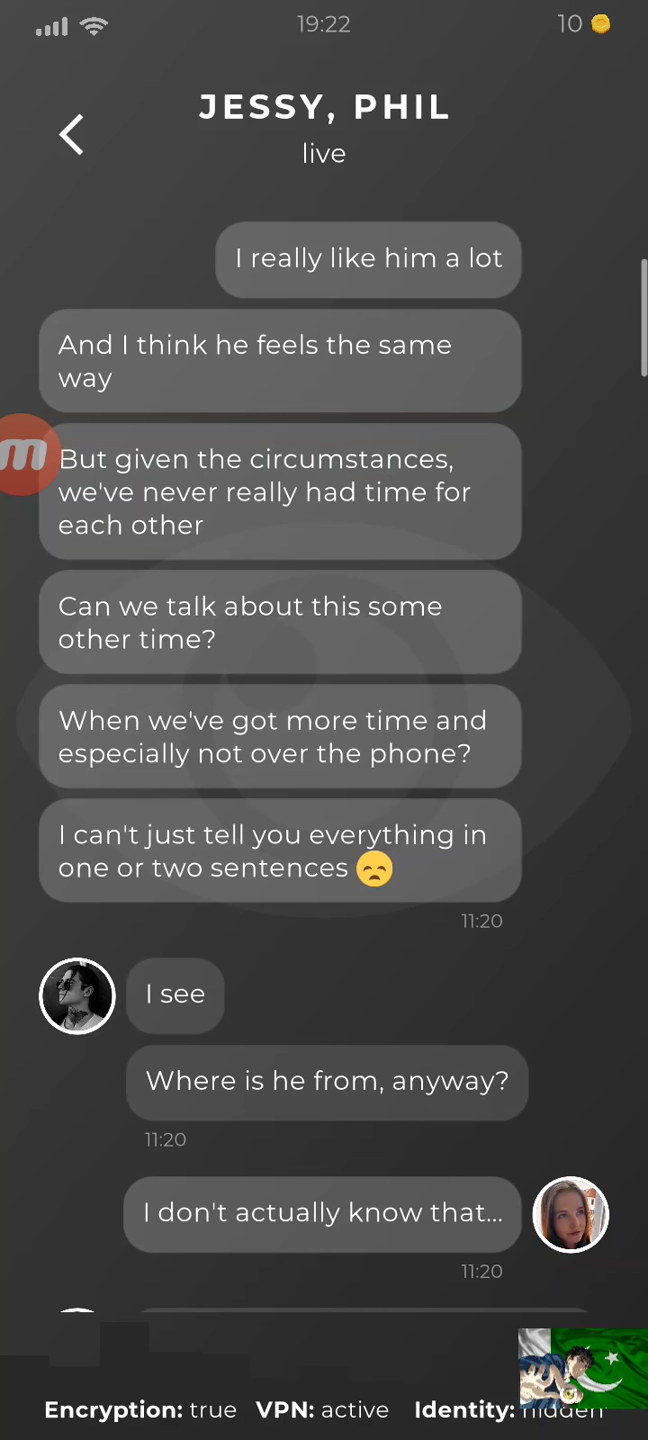 19:22
10
JESSY, PHIL
live
I really like him a lot
And I think he feels the same
way
m
But given the circumstances,
we've never really had time for
each other
Can we talk about this some
other time?
When we've got more time and
especially not over the phone?
I can't just tell you everything in
one or two sentences 😞
11:20
I see
Where is he from, anyway?
11:20
I don't actually know that...
11:20
Encryption: true VPN: active Identity: hidden